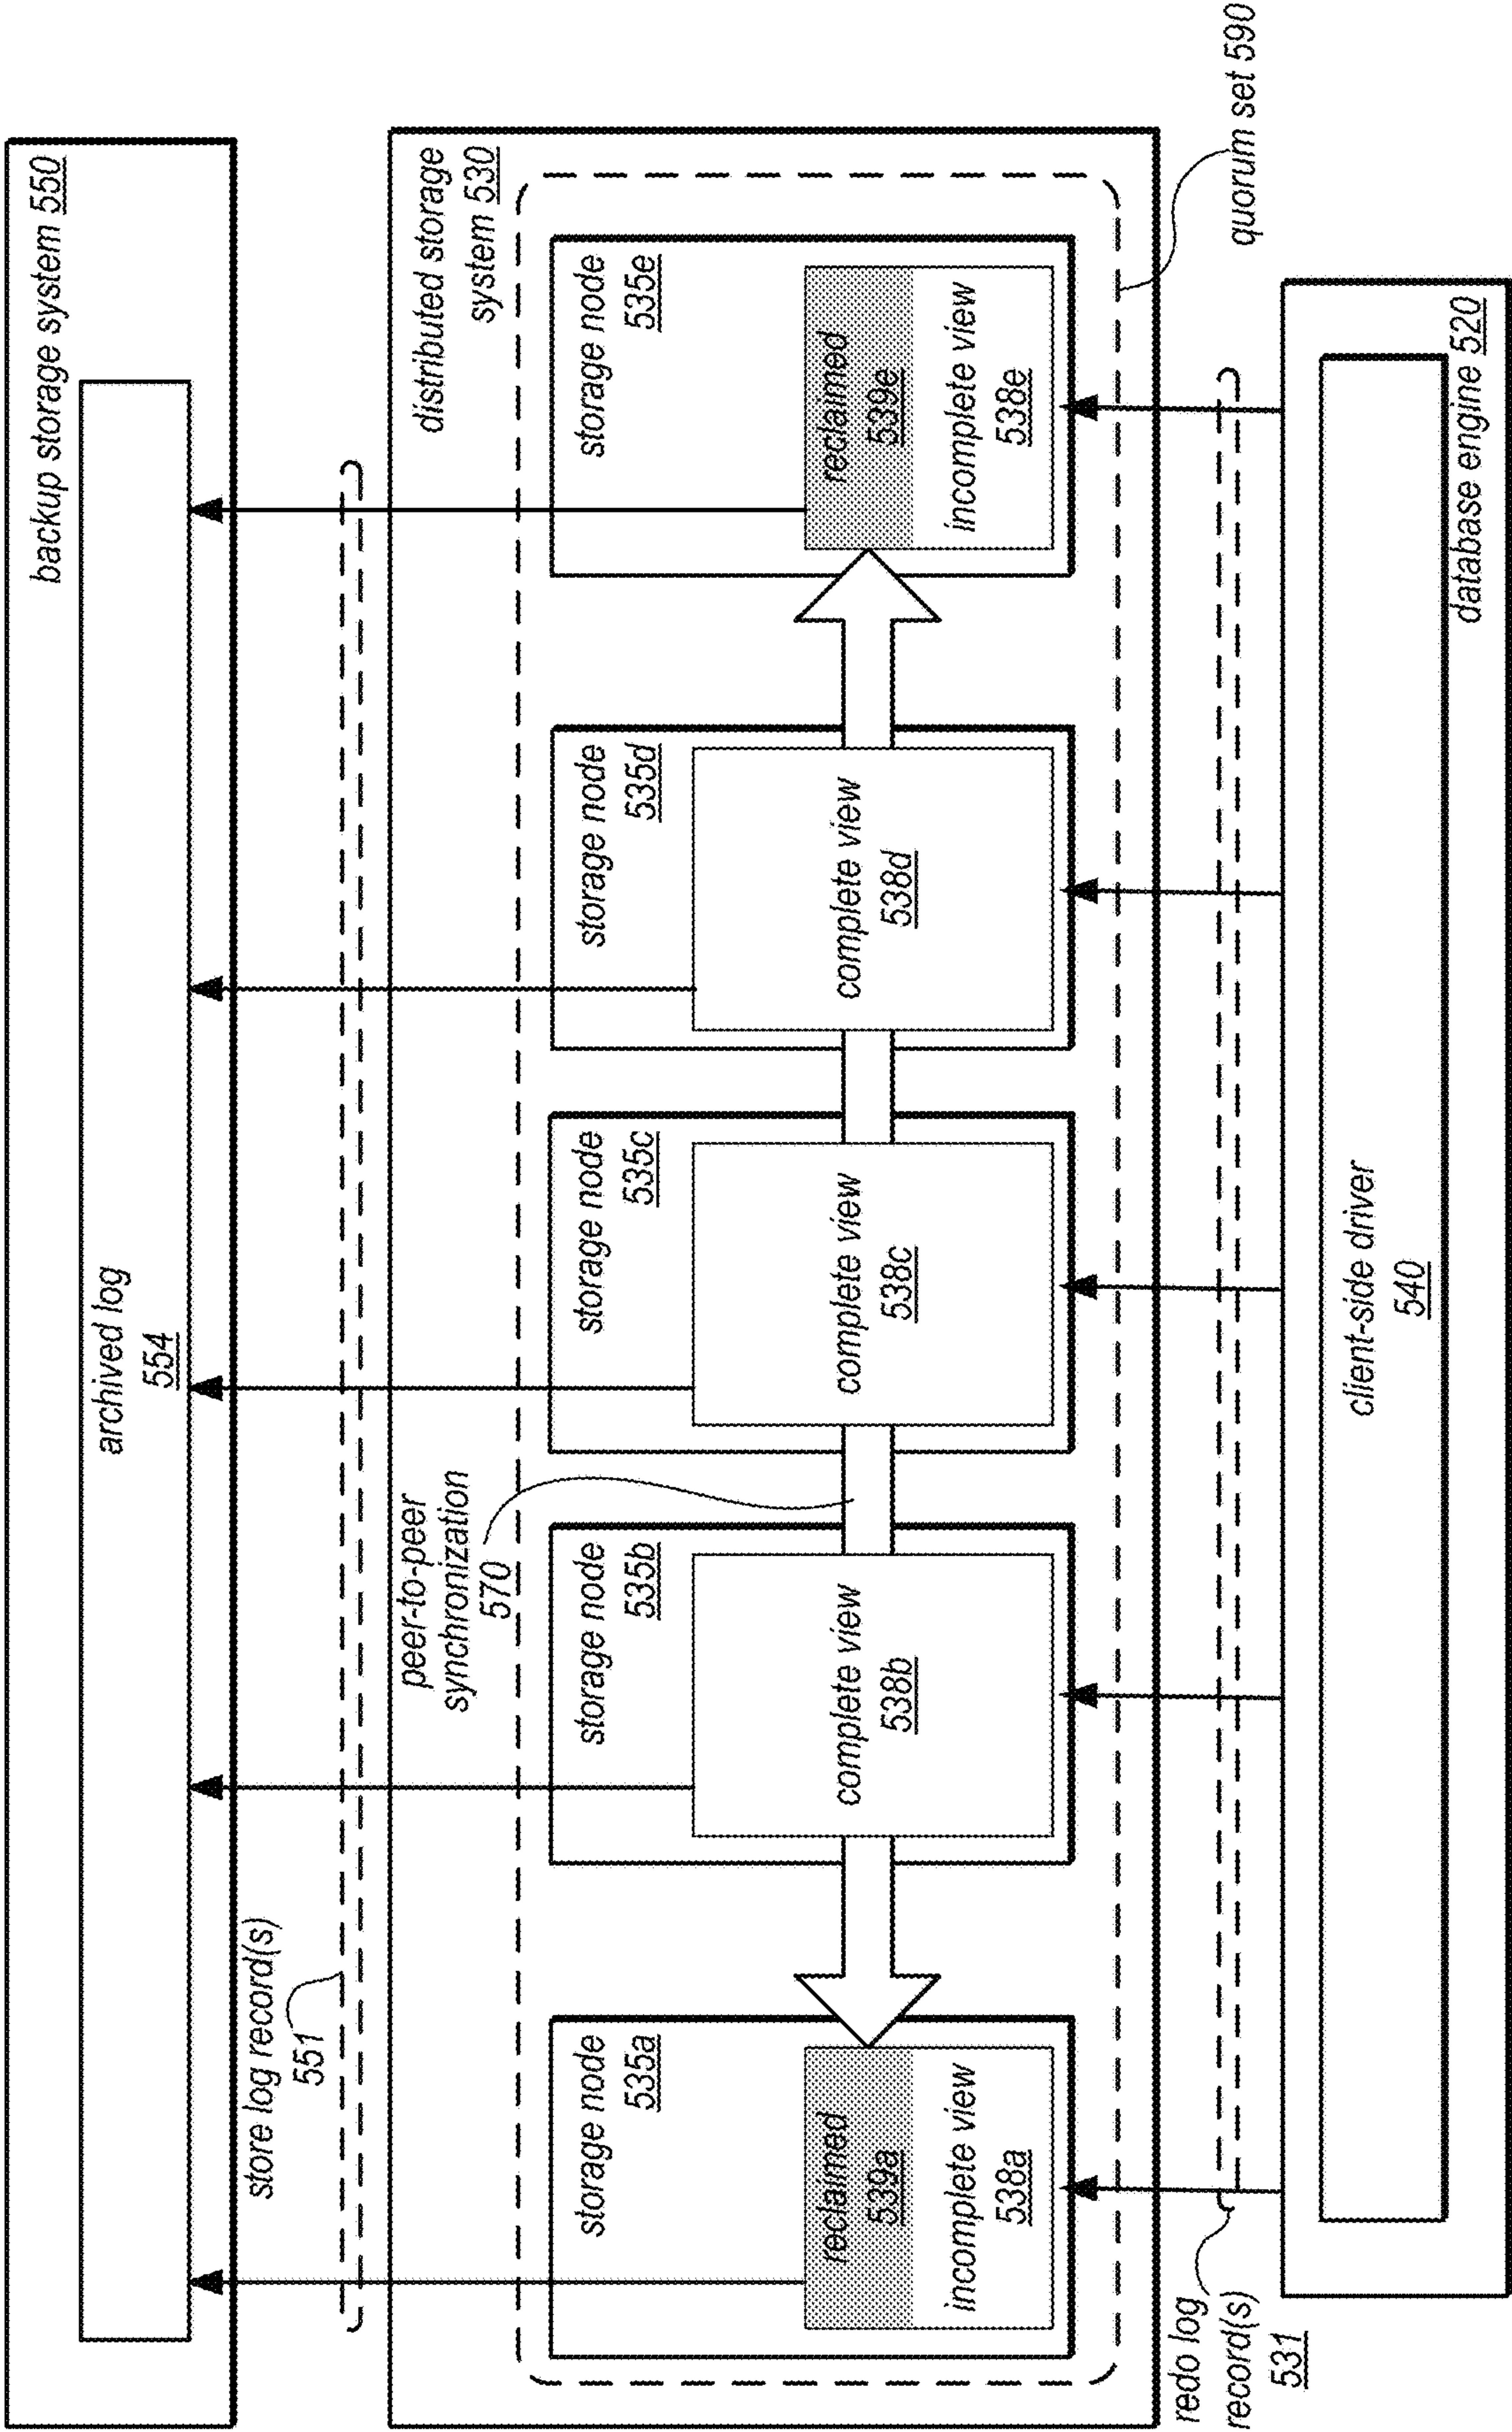 backup storage system 550
archived log
554
store log record(s)
551
distributed storage
system 530
peer-to-peer
synchronization
570
storage node
535a
reclaimed
539a
incomplete view
538a
storage node
535b
complete view
538b
storage node
535c
complete view
538c
storage node
535d
complete view
538d
storage node
535e
reclaimed
539e
incomplete view
538e
quorum set 590
redo log
record(s)
531
client-side driver
540
database engine 520